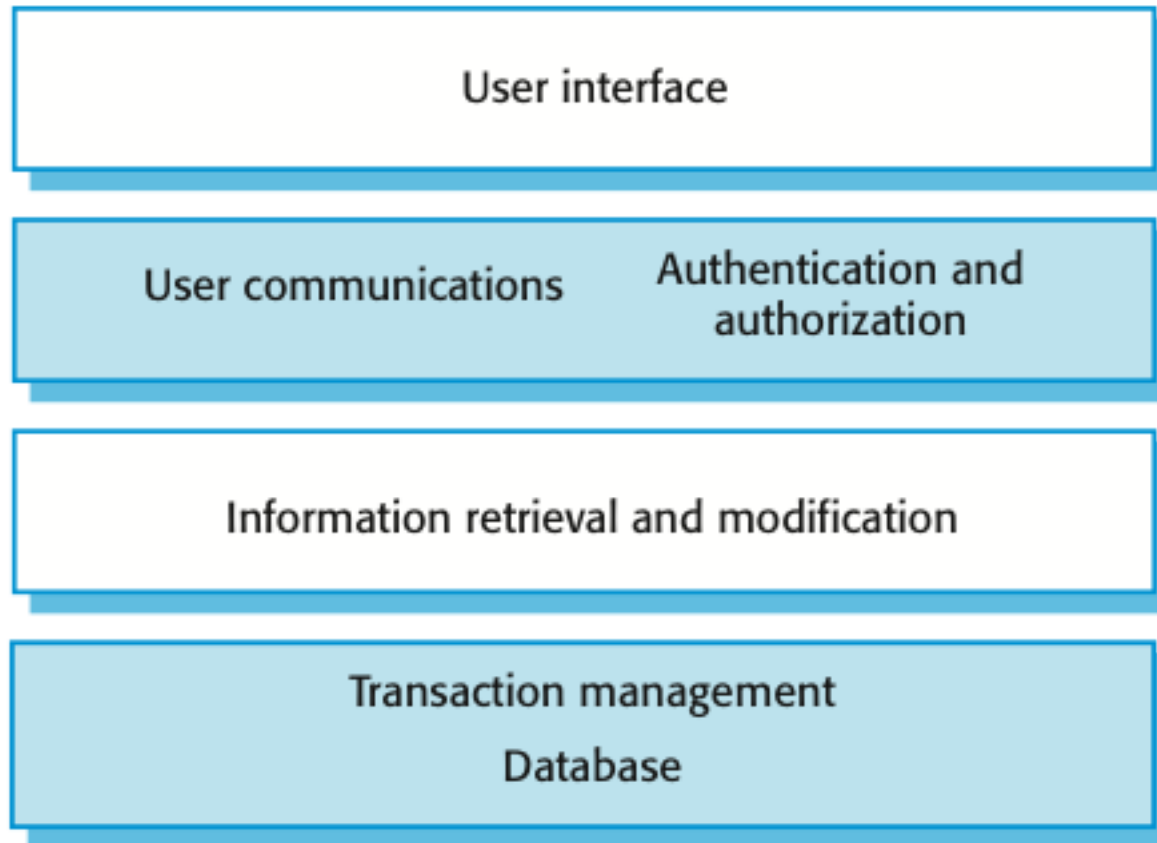 User interface
User communications
Authentication and
authorization
Information retrieval and modification
Transaction management
Database